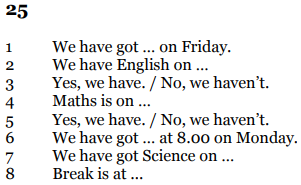 25
1 We have got ... on Friday.
2 We have English on ...
3 Yes, we have. / No, we haven't.
4 Maths is on ...
5 Yes, we have. / No, we haven't.
6 We have got ... at 8.00 on Monday.
7 We have got Science on ...
8 Break is at ...